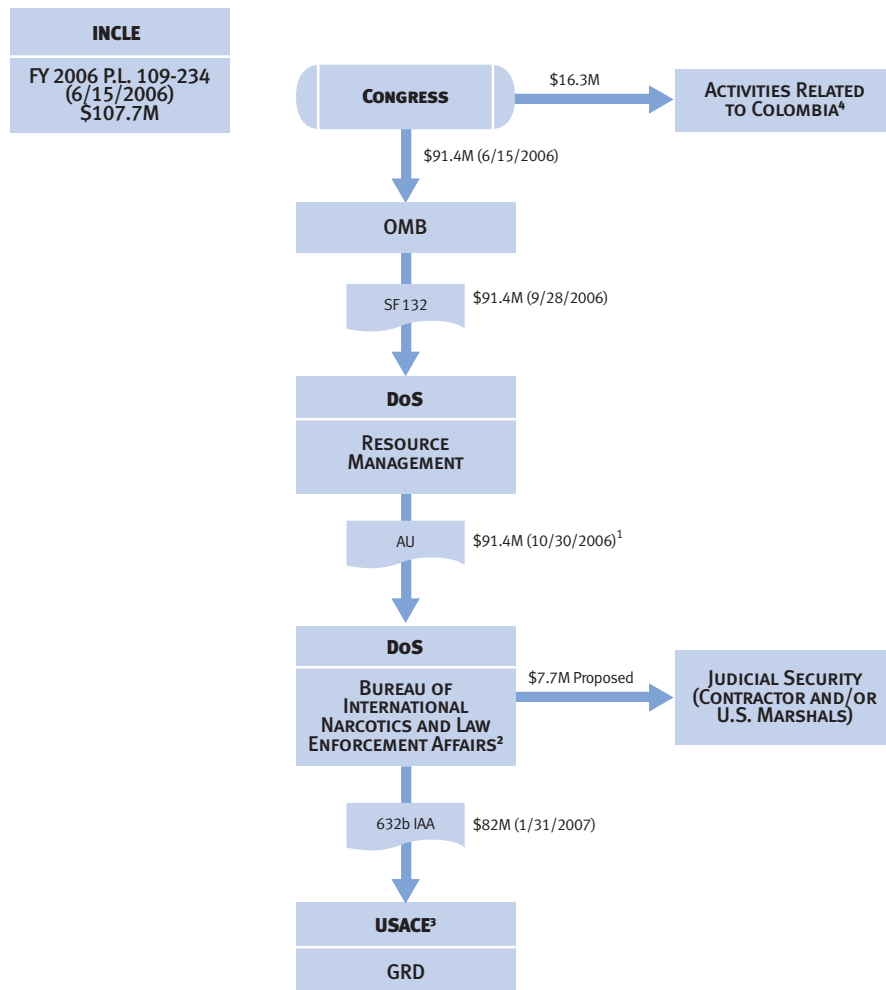 INCLE
FY 2006 P.L. 109-234
(6/15/2006)
$107.7M
CONGRESS
$16.3M
ACTIVITIES RELATED
TO COLOMBIA⁴
$91.4M (6/15/2006)
OMB
SF 132
$91.4M (9/28/2006)
DOS
RESOURCE
MANAGEMENT
AU
$91.4M (10/30/2006)¹
DOS
BUREAU OF
INTERNATIONAL
NARCOTICS AND LAW
ENFORCEMENT AFFAIRS²
$7.7M Proposed
JUDICIAL SECURITY
(CONTRACTOR AND/OR
U.S. MARSHALS)
632b IAA
$82M (1/31/2007)
USACE³
GRD